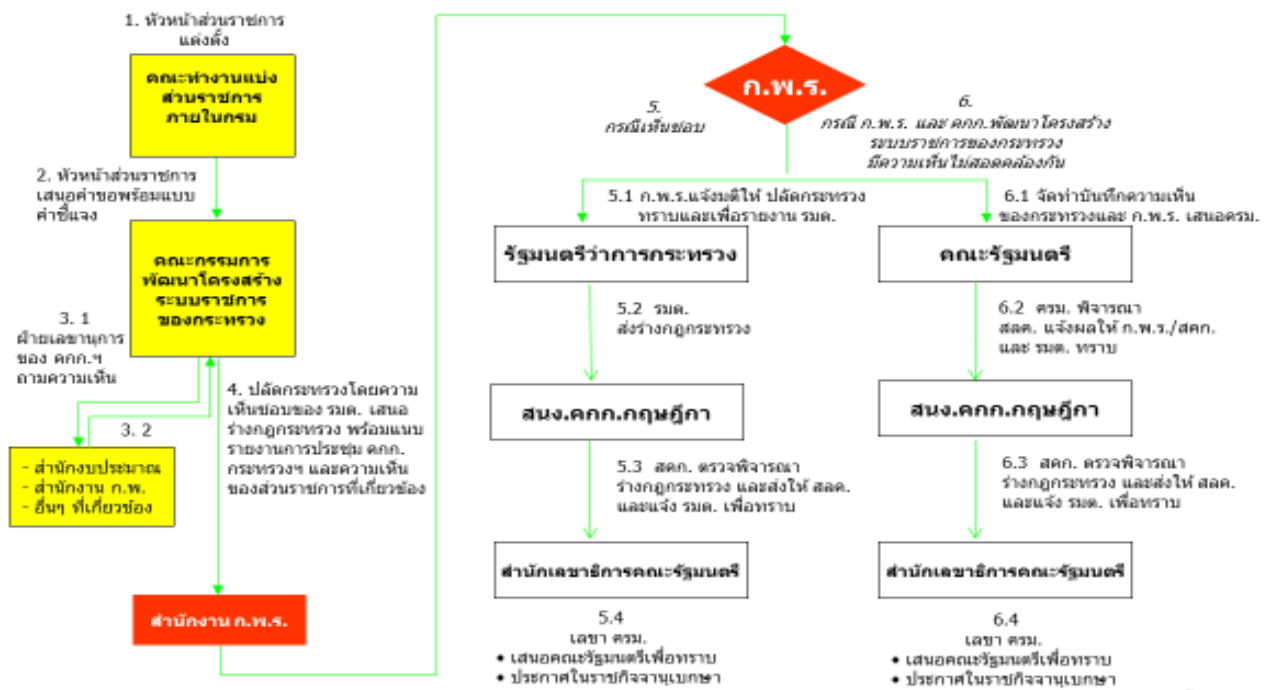 1. หัวหน้าส่วนราชการ
แต่งตั้ง
คณะทำงานแบ่ง
ส่วนราชการ
ภายในกรม
2. หัวหน้าส่วนราชการ
เสนอคำขอพร้อมแบบ
คำชี้แจง
คณะกรรมการ
พัฒนาโครงสร้าง
ระบบราชการ
ของกระทรวง
3. 1
ฝ่ายเลขานุการ
ของ คกก.ฯ
ถามความเห็น
3. 2
- สำนักงบประมาณ
- สำนักงาน ก.พ.
- อื่นๆ ที่เกี่ยวข้อง
4. ปลัดกระทรวงโดยความ
เห็นชอบของ รมต. เสนอ
ร่างกฎกระทรวง พร้อมแนบ
รายงานการประชุม คกก.
กระทรวงฯ และความเห็น
ของส่วนราชการที่เกี่ยวข้อง
สำนักงาน ก.พ.ร.
ก.พ.ร.
5.
กรณีเห็นชอบ
6.
กรณี ก.พ.ร. และ คกก.พัฒนาโครงสร้าง
ระบบราชการของกระทรวง
มีความเห็นไม่สอดคล้องกัน
5.1 ก.พ.ร.แจ้งมติให้ ปลัดกระทรวง
ทราบและเพื่อรายงาน รมต.
รัฐมนตรีว่าการกระทรวง
5.2 รมต.
ส่งร่างกฎกระทรวง
สนง.คกก.กฤษฎีกา
5.3 สคก. ตรวจพิจารณา
ร่างกฎกระทรวง และส่งให้ สลค.
และแจ้ง รมต. เพื่อทราบ
สำนักเลขาธิการคณะรัฐมนตรี
5.4
เลขา ครม.
• เสนอคณะรัฐมนตรีเพื่อทราบ
• ประกาศในราชกิจจานุเบกษา
6.1 จัดทำบันทึกความเห็น
ของกระทรวงและ ก.พ.ร. เสนอครม.
คณะรัฐมนตรี
6.2 ครม. พิจารณา
สลค. แจ้งผลให้ ก.พ.ร./สคก.
และ รมต. ทราบ
สนง.คกก.กฤษฎีกา
6.3 สคก. ตรวจพิจารณา
ร่างกฎกระทรวง และส่งให้ สลค.
และแจ้ง รมต. เพื่อทราบ
สำนักเลขาธิการคณะรัฐมนตรี
6.4
เลขา ครม.
• เสนอคณะรัฐมนตรีเพื่อทราบ
• ประกาศในราชกิจจานุเบกษา